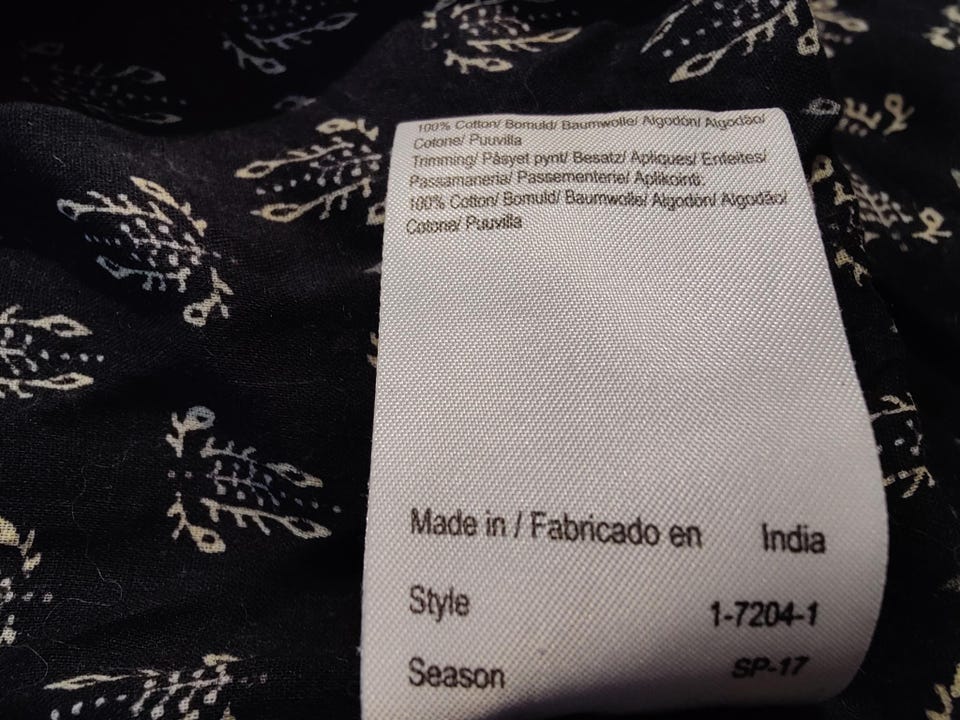 100% Cotton/ Bomuld/ Baumwolle/ Algodón/ Algodão/
Cotone/ Puuvilla
Trimming/ Påsyet pynt/ Besatz/ Apliques/ Enfeites/
Passamaneria/ Passementerie/ Aplikointi:
100% Cotton/ Bomuld/ Baumwolle/ Algodón/ Algodão/
Cotone/ Puuvilla
Made in / Fabricado en India
Style 1-7204-1
Season SP-17